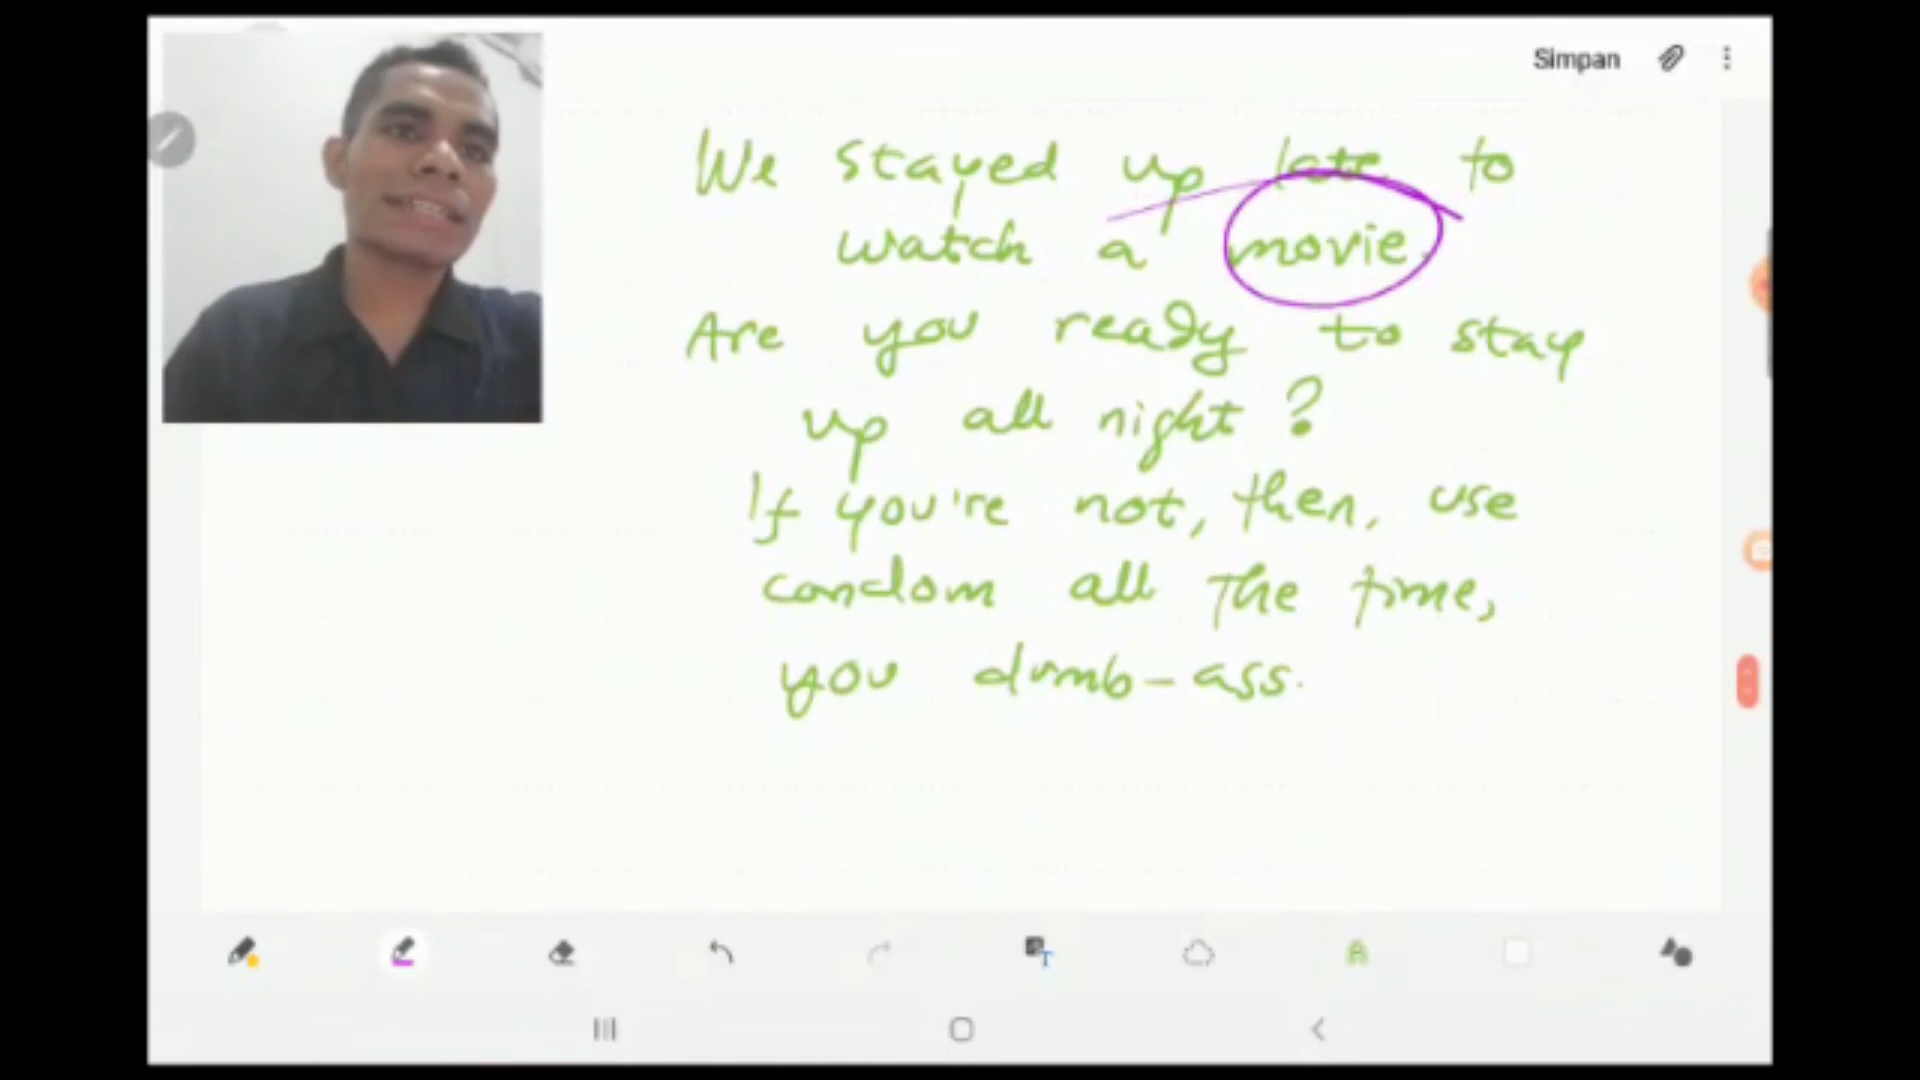 Simpan
We stayed up late to
watch a movie.
Are you ready to stay
up all night?
If you're not, then, use
condom all the time,
you dumb-ass.